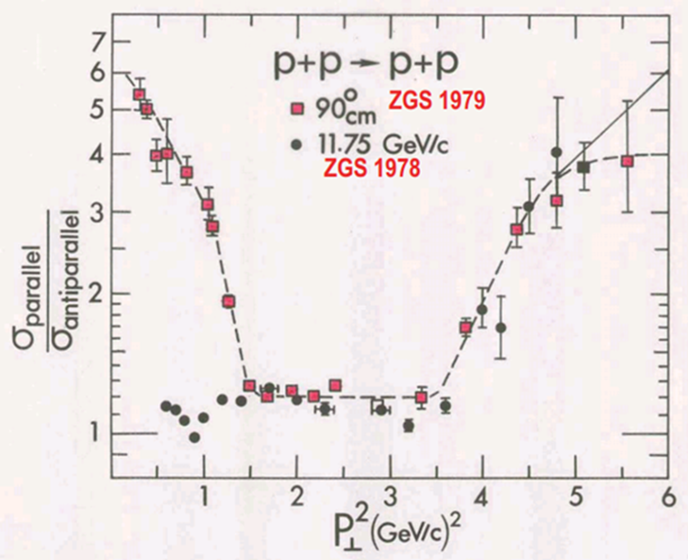 7
6
5
4
3
2
1
σparallel
σantiparallel
p+p → p+p
ZGS 1979
90°cm
11.75 GeV/c
ZGS 1978
1 2 3 4 5 6
P⊥²(GeV/c)²